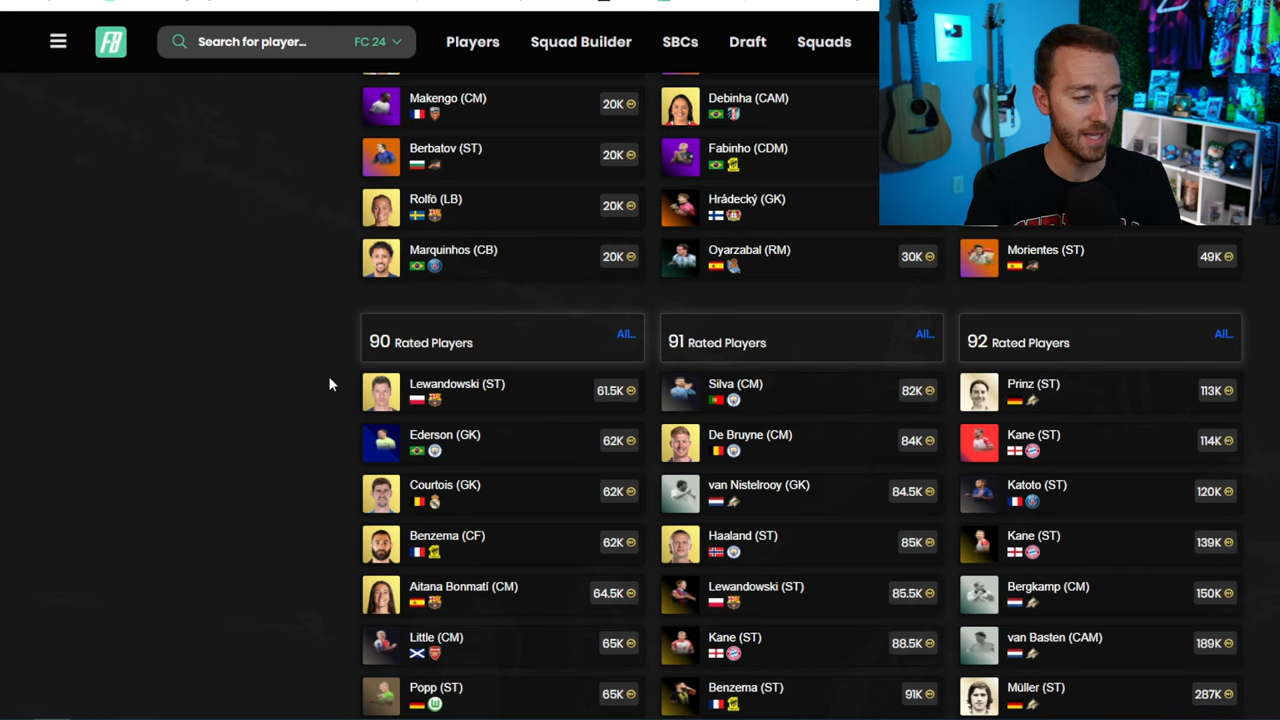 FB
Search for player...
FC 24
Players
Squad Builder
SBCs
Draft
Squads
Makengo (CM)
20K
Debinha (CAM)
Berbatov (ST)
20K
Fabinho (CDM)
Rolfö (LB)
20K
Hrádecký (GK)
Marquinhos (CB)
20K
Oyarzabal (RM)
30K
Morientes (ST)
49K
90 Rated Players
All...
91 Rated Players
All...
92 Rated Players
All...
Lewandowski (ST)
61.5K
Silva (CM)
82K
Prinz (ST)
113K
Ederson (GK)
62K
De Bruyne (CM)
84K
Kane (ST)
114K
Courtois (GK)
62K
van Nistelrooy (GK)
84.5K
Katoto (ST)
120K
Benzema (CF)
62K
Haaland (ST)
85K
Kane (ST)
139K
Aitana Bonmatí (CM)
64.5K
Lewandowski (ST)
85.5K
Bergkamp (CM)
150K
Little (CM)
65K
Kane (ST)
88.5K
van Basten (CAM)
189K
Popp (ST)
65K
Benzema (ST)
91K
Müller (ST)
287K